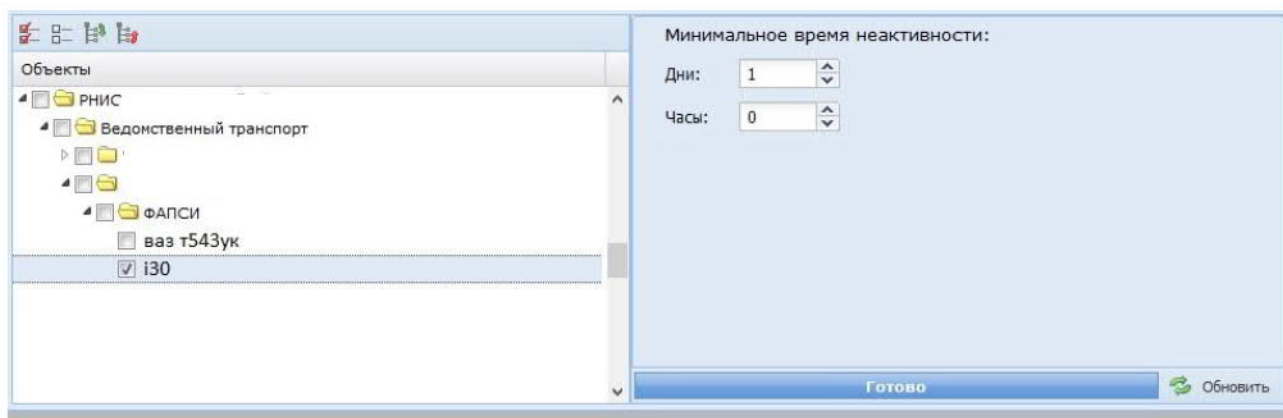 Объекты
РНИС
Ведомственный транспорт
ФАПСИ
ваз т543ук
i30
Минимальное время неактивности:
Дни: 1
Часы: 0
Готово
Обновить